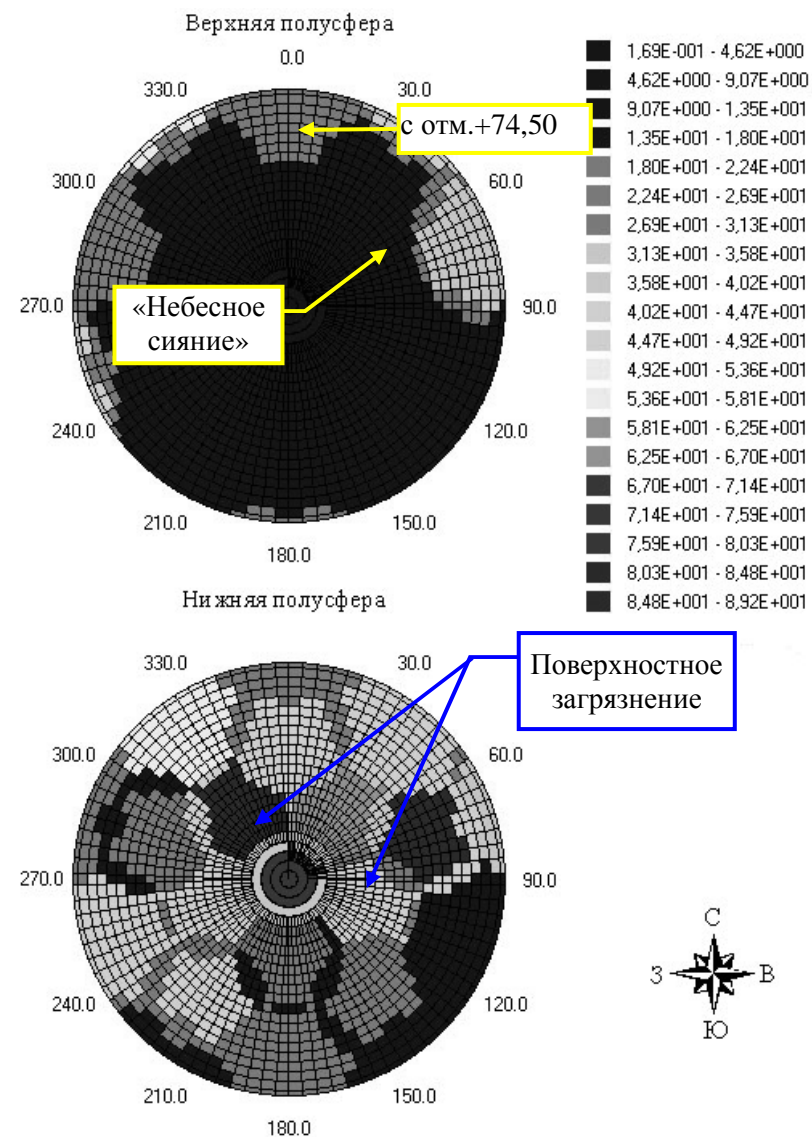 Верхняя полусфера
0.0
330.0
30.0
с отм.+74,50
300.0
60.0
270.0
«Небесное
сияние»
90.0
240.0
120.0
210.0
150.0
180.0
1,69E-001 - 4,62E+000
4,62E+000 - 9,07E+000
9,07E+000 - 1,35E+001
1,35E+001 - 1,80E+001
1,80E+001 - 2,24E+001
2,24E+001 - 2,69E+001
2,69E+001 - 3,13E+001
3,13E+001 - 3,58E+001
3,58E+001 - 4,02E+001
4,02E+001 - 4,47E+001
4,47E+001 - 4,92E+001
4,92E+001 - 5,36E+001
5,36E+001 - 5,81E+001
5,81E+001 - 6,25E+001
6,25E+001 - 6,70E+001
6,70E+001 - 7,14E+001
7,14E+001 - 7,59E+001
7,59E+001 - 8,03E+001
8,03E+001 - 8,48E+001
8,48E+001 - 8,92E+001
Нижняя полусфера
330.0
30.0
Поверхностное
загрязнение
300.0
60.0
270.0
90.0
240.0
120.0
210.0
150.0
180.0
С
З
В
Ю